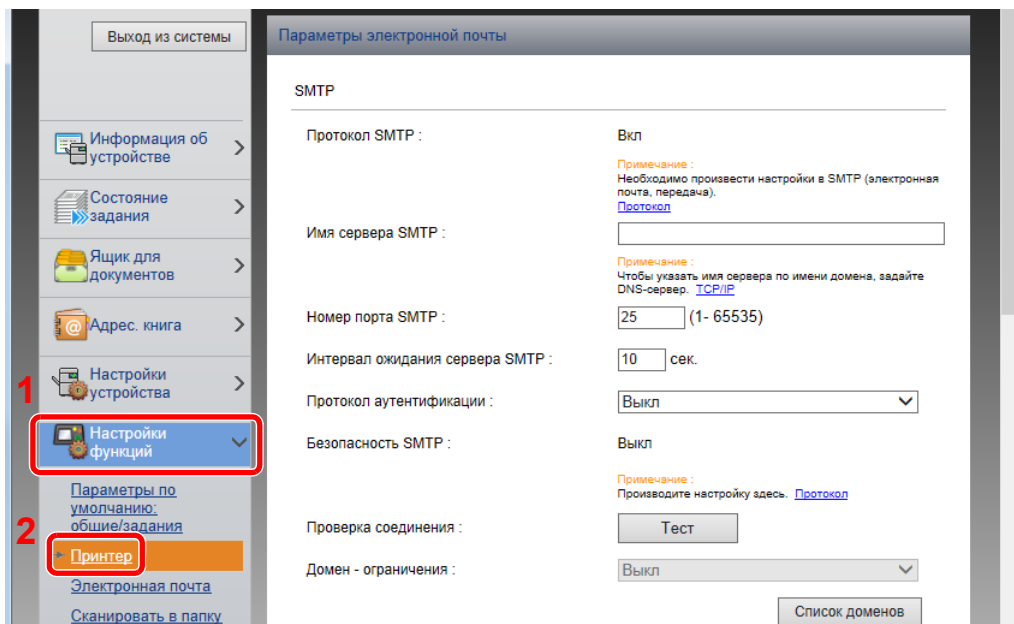 Выход из системы
Информация об
устройстве
Состояние
задания
Ящик для
документов
Адрес. книга
1
Настройки
устройства
Настройки
функций
Параметры по
умолчанию:
общие/задания
2
Принтер
Электронная почта
Сканировать в папку
Параметры электронной почты
SMTP
Протокол SMTP : Вкл
Примечание :
Необходимо произвести настройки в SMTP (электронная
почта, передача).
Протокол
Имя сервера SMTP :
Примечание :
Чтобы указать имя сервера по имени домена, задайте
DNS-сервер. TCP/IP
Номер порта SMTP : 25 (1- 65535)
Интервал ожидания сервера SMTP : 10 сек.
Протокол аутентификации : Выкл
Безопасность SMTP : Выкл
Примечание :
Производите настройку здесь. Протокол
Проверка соединения : Тест
Домен - ограничения : Выкл
Список доменов